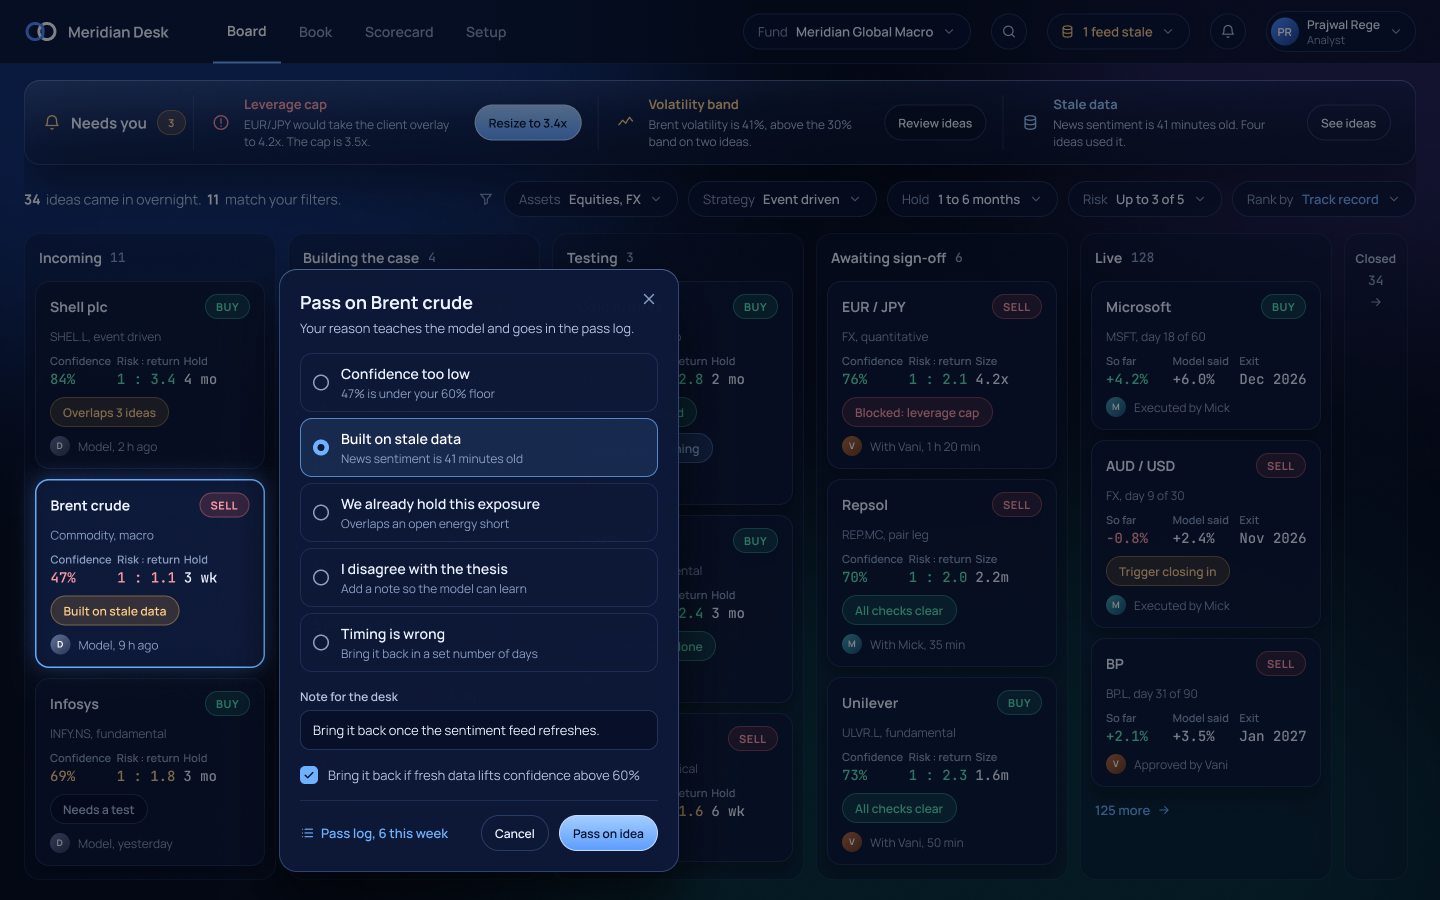 Meridian Desk
Board
Book
Scorecard
Setup
Fund Meridian Global Macro
1 feed stale
PR
Prajwal Rege
Analyst
Needs you 3
Leverage cap
EUR/JPY would take the client overlay
to 4.2x. The cap is 3.5x.
Resize to 3.4x
Volatility band
Brent volatility is 41%, above the 30%
band on two ideas.
Review ideas
Stale data
News sentiment is 41 minutes old. Four
ideas used it.
See ideas
34 ideas came in overnight. 11 match your filters.
Assets Equities, FX
Strategy Event driven
Hold 1 to 6 months
Risk Up to 3 of 5
Rank by Track record
Incoming 11
Shell plc
BUY
SHEL.L, event driven
Confidence Risk : return Hold
84% 1 : 3.4 4 mo
Overlaps 3 ideas
D Model, 2 h ago
Brent crude
SELL
Commodity, macro
Confidence Risk : return Hold
47% 1 : 1.1 3 wk
Built on stale data
D Model, 9 h ago
Infosys
BUY
INFY.NS, fundamental
Confidence Risk : return Hold
69% 1 : 1.8 3 mo
Needs a test
D Model, yesterday
Building the case 4
Pass on Brent crude
Your reason teaches the model and goes in the pass log.
Confidence too low
47% is under your 60% floor
Built on stale data
News sentiment is 41 minutes old
We already hold this exposure
Overlaps an open energy short
I disagree with the thesis
Add a note so the model can learn
Timing is wrong
Bring it back in a set number of days
Note for the desk
Bring it back once the sentiment feed refreshes.
Bring it back if fresh data lifts confidence above 60%
Pass log, 6 this week
Cancel
Pass on idea
Testing 3
BUY
Hold
2.8 2 mo
BUY
Hold
2.4 3 mo
SELL
Hold
1.6 6 wk
Awaiting sign-off 6
EUR / JPY
SELL
FX, quantitative
Confidence Risk : return Size
76% 1 : 2.1 4.2x
Blocked: leverage cap
V With Vani, 1 h 20 min
Repsol
SELL
REP.MC, pair leg
Confidence Risk : return Size
70% 1 : 2.0 2.2m
All checks clear
M With Mick, 35 min
Unilever
BUY
ULVR.L, fundamental
Confidence Risk : return Size
73% 1 : 2.3 1.6m
All checks clear
V With Vani, 50 min
Live 128
Microsoft
BUY
MSFT, day 18 of 60
So far Model said Exit
+4.2% +6.0% Dec 2026
M Executed by Mick
AUD / USD
SELL
FX, day 9 of 30
So far Model said Exit
-0.8% +2.4% Nov 2026
Trigger closing in
M Executed by Mick
BP
SELL
BP.L, day 31 of 90
So far Model said Exit
+2.1% +3.5% Jan 2027
V Approved by Vani
125 more →
Closed
34
→